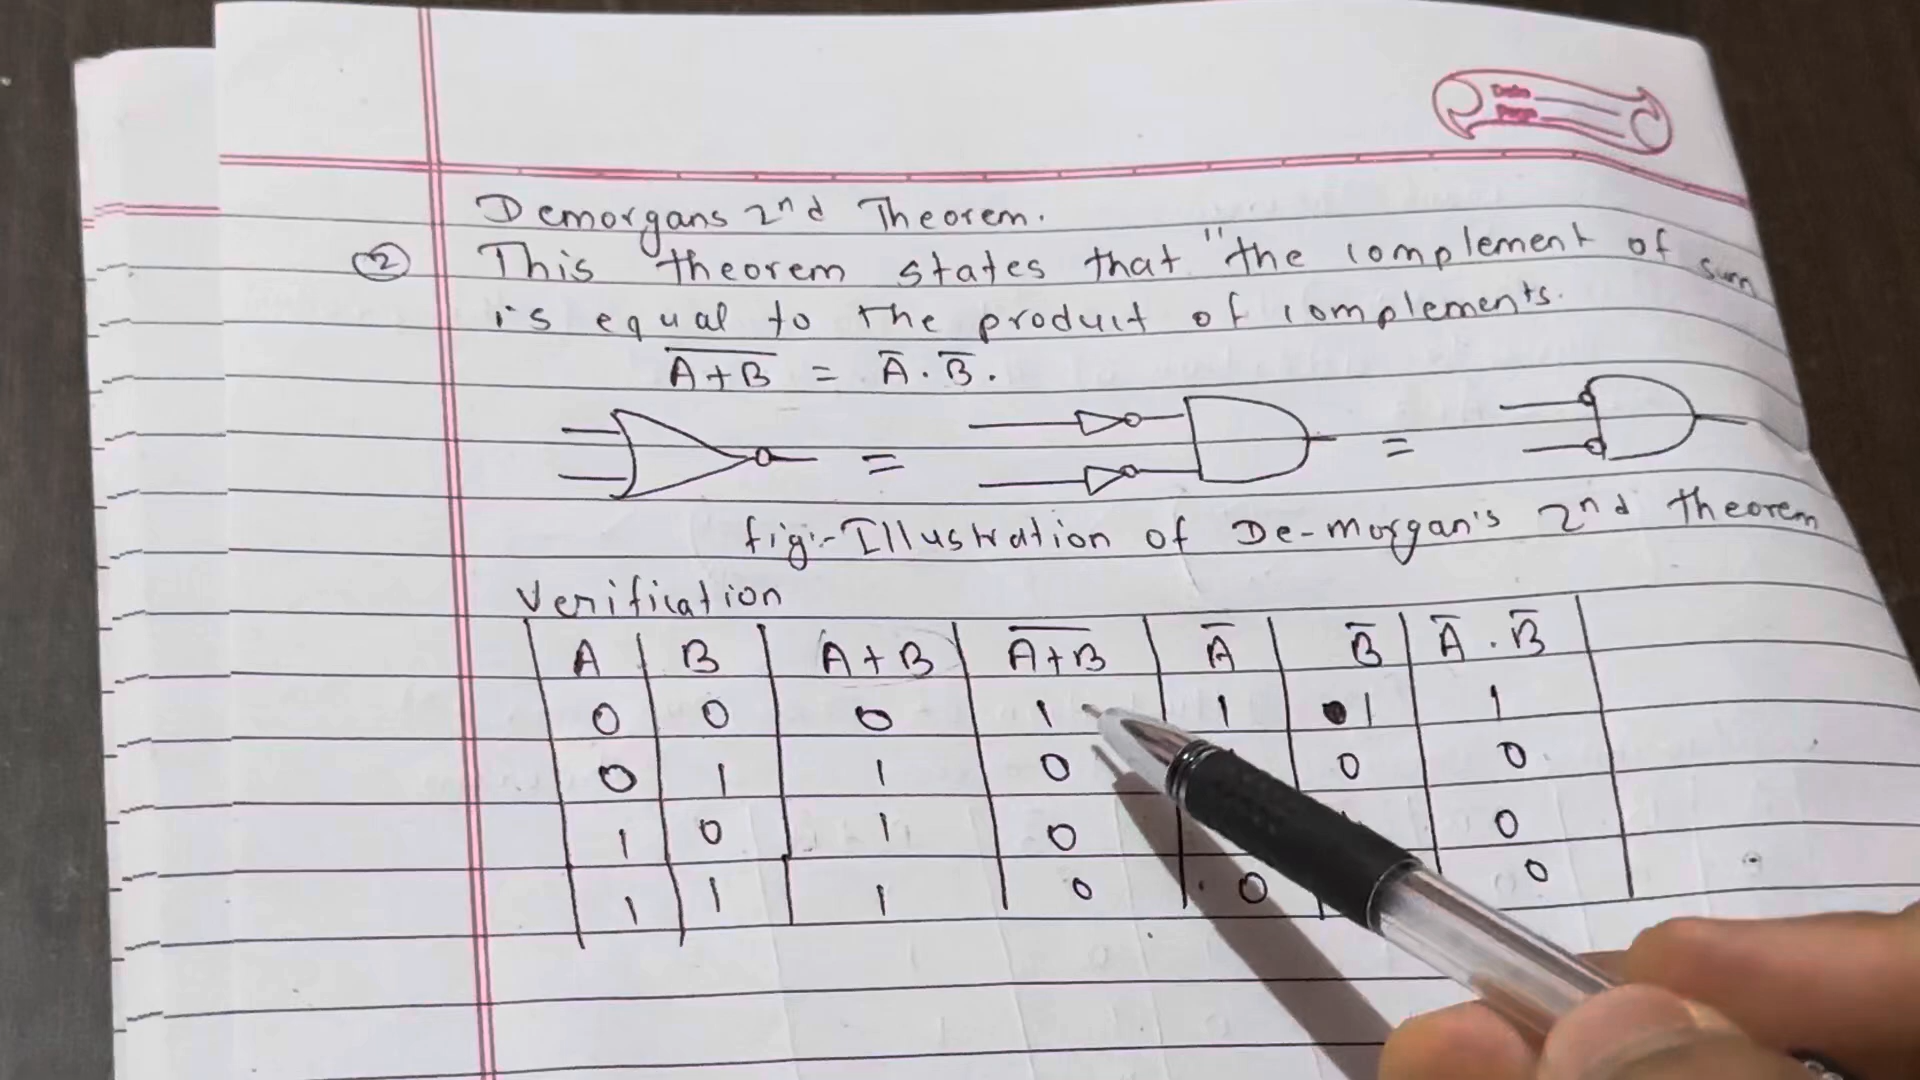 Date
Page
Demorgans 2nd Theorem.
② This theorem states that "the complement of sum
is equal to the product of complements.
A̅+̅B̅ = A̅ . B̅ .
= =
fig:- Illustration of De-morgan's 2nd theorem
Verification
A B A+B A̅+̅B̅ A̅ B̅ A̅ . B̅
0 0 0 1 1 1 1
0 1 1 0 0 0
1 0 1 0 0
1 1 1 0 0 0